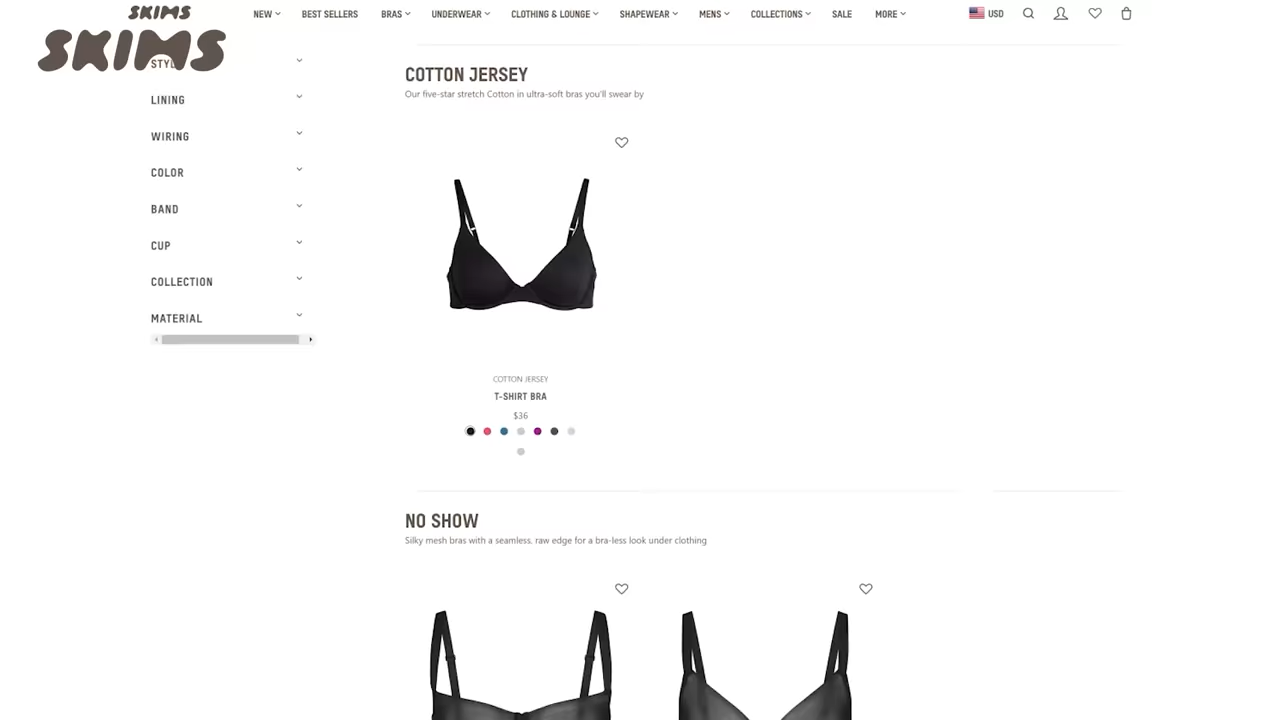 SKIMS
NEW
BEST SELLERS
BRAS
UNDERWEAR
CLOTHING & LOUNGE
SHAPEWEAR
MENS
COLLECTIONS
SALE
MORE
USD
SKIMS
STYL
LINING
WIRING
COLOR
BAND
CUP
COLLECTION
MATERIAL
COTTON JERSEY
Our five-star stretch Cotton in ultra-soft bras you'll swear by
COTTON JERSEY
T-SHIRT BRA
$36
NO SHOW
Silky mesh bras with a seamless, raw edge for a bra-less look under clothing